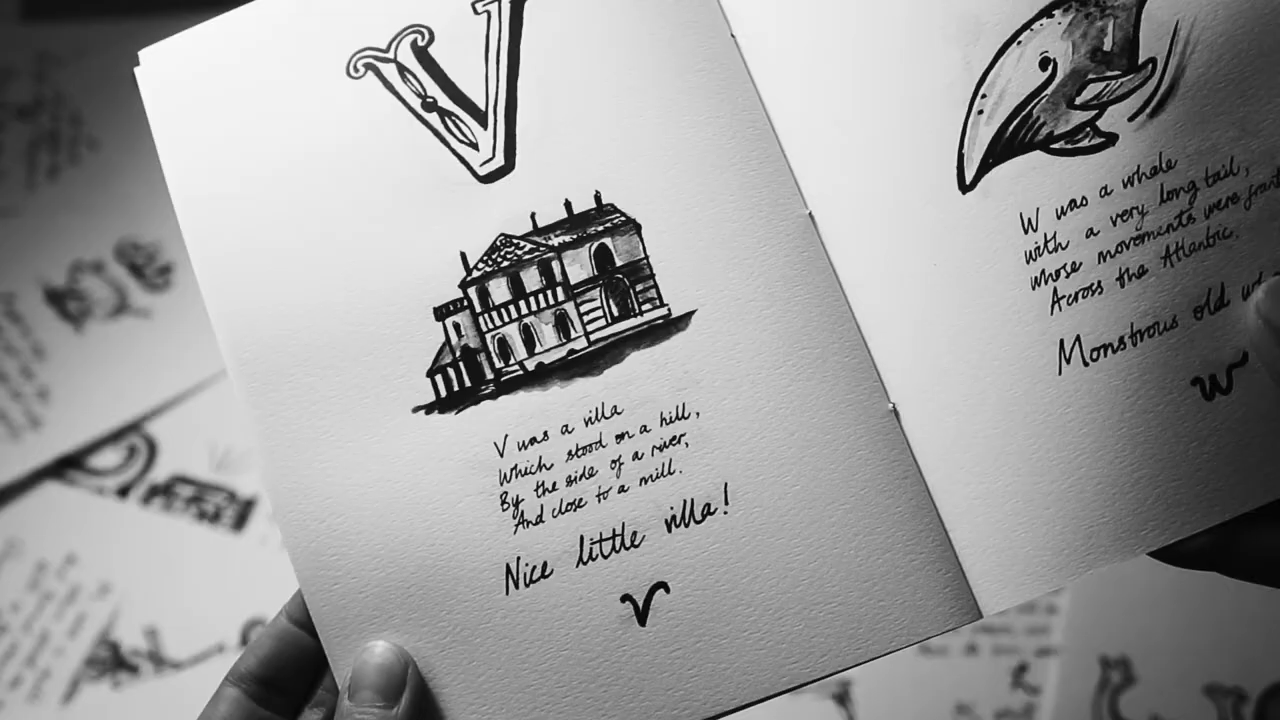 V
V was a villa
Which stood on a hill,
By the side of a river,
And close to a mill.
Nice little villa!
v
W was a whale
with a very long tail,
whose movements were
Across the Atlantic.
Monstrous old
w